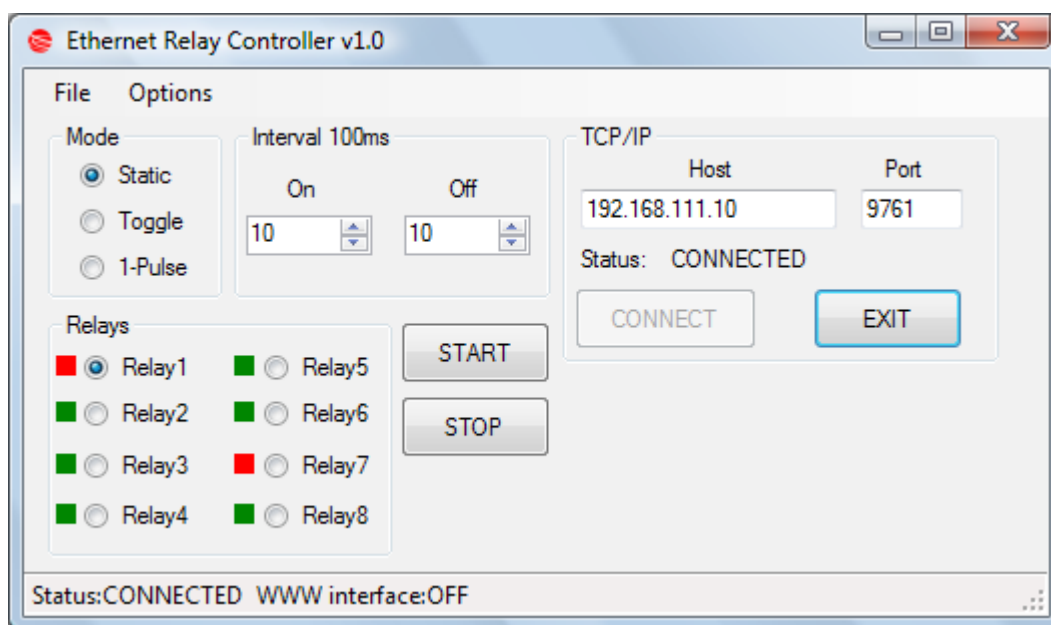 Ethernet Relay Controller v1.0
File Options
Mode
Static
Toggle
1-Pulse
Interval 100ms
On Off
10 10
TCP/IP
Host Port
192.168.111.10 9761
Status: CONNECTED
CONNECT EXIT
Relays
Relay1 Relay5
Relay2 Relay6
Relay3 Relay7
Relay4 Relay8
START
STOP
Status:CONNECTED WWW interface:OFF